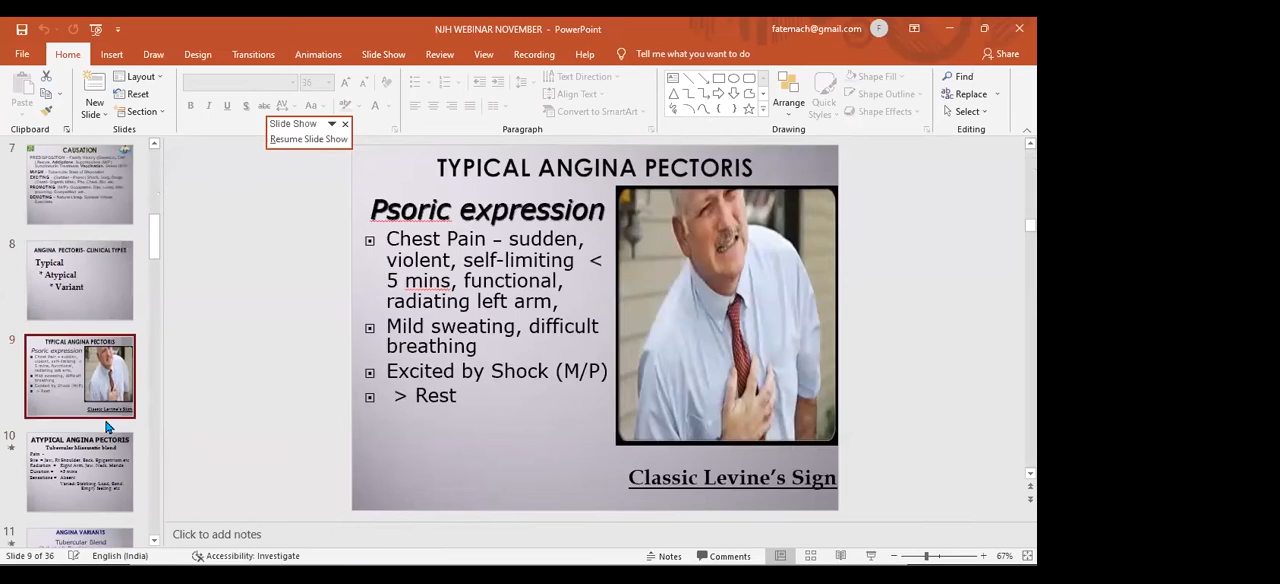 NJH WEBINAR NOVEMBER - PowerPoint
fatemach@gmail.com
F
File
Home
Insert
Draw
Design
Transitions
Animations
Slide Show
Review
View
Recording
Help
Tell me what you want to do
Share
Paste
New Slide
Layout
Reset
Section
36
Text Direction
Align Text
Convert to SmartArt
Arrange
Quick Styles
Shape Fill
Shape Outline
Shape Effects
Find
Replace
Select
Clipboard
Slides
Paragraph
Drawing
Editing
Slide Show
Resume Slide Show
7
CAUSATION
8
ANGINA PECTORIS- CLINICAL TYPES
Typical
* Atypical
* Variant
9
TYPICAL ANGINA PECTORIS
Psoric expression
Classic Levine's Sign
10
ATYPICAL ANGINA PECTORIS
11
ANGINA VARIANTS
TYPICAL ANGINA PECTORIS
Psoric expression
Chest Pain – sudden,
violent, self-limiting <
5 mins, functional,
radiating left arm,
Mild sweating, difficult
breathing
Excited by Shock (M/P)
> Rest
Classic Levine's Sign
Click to add notes
Slide 9 of 36
English (India)
Accessibility: Investigate
Notes
Comments
67%